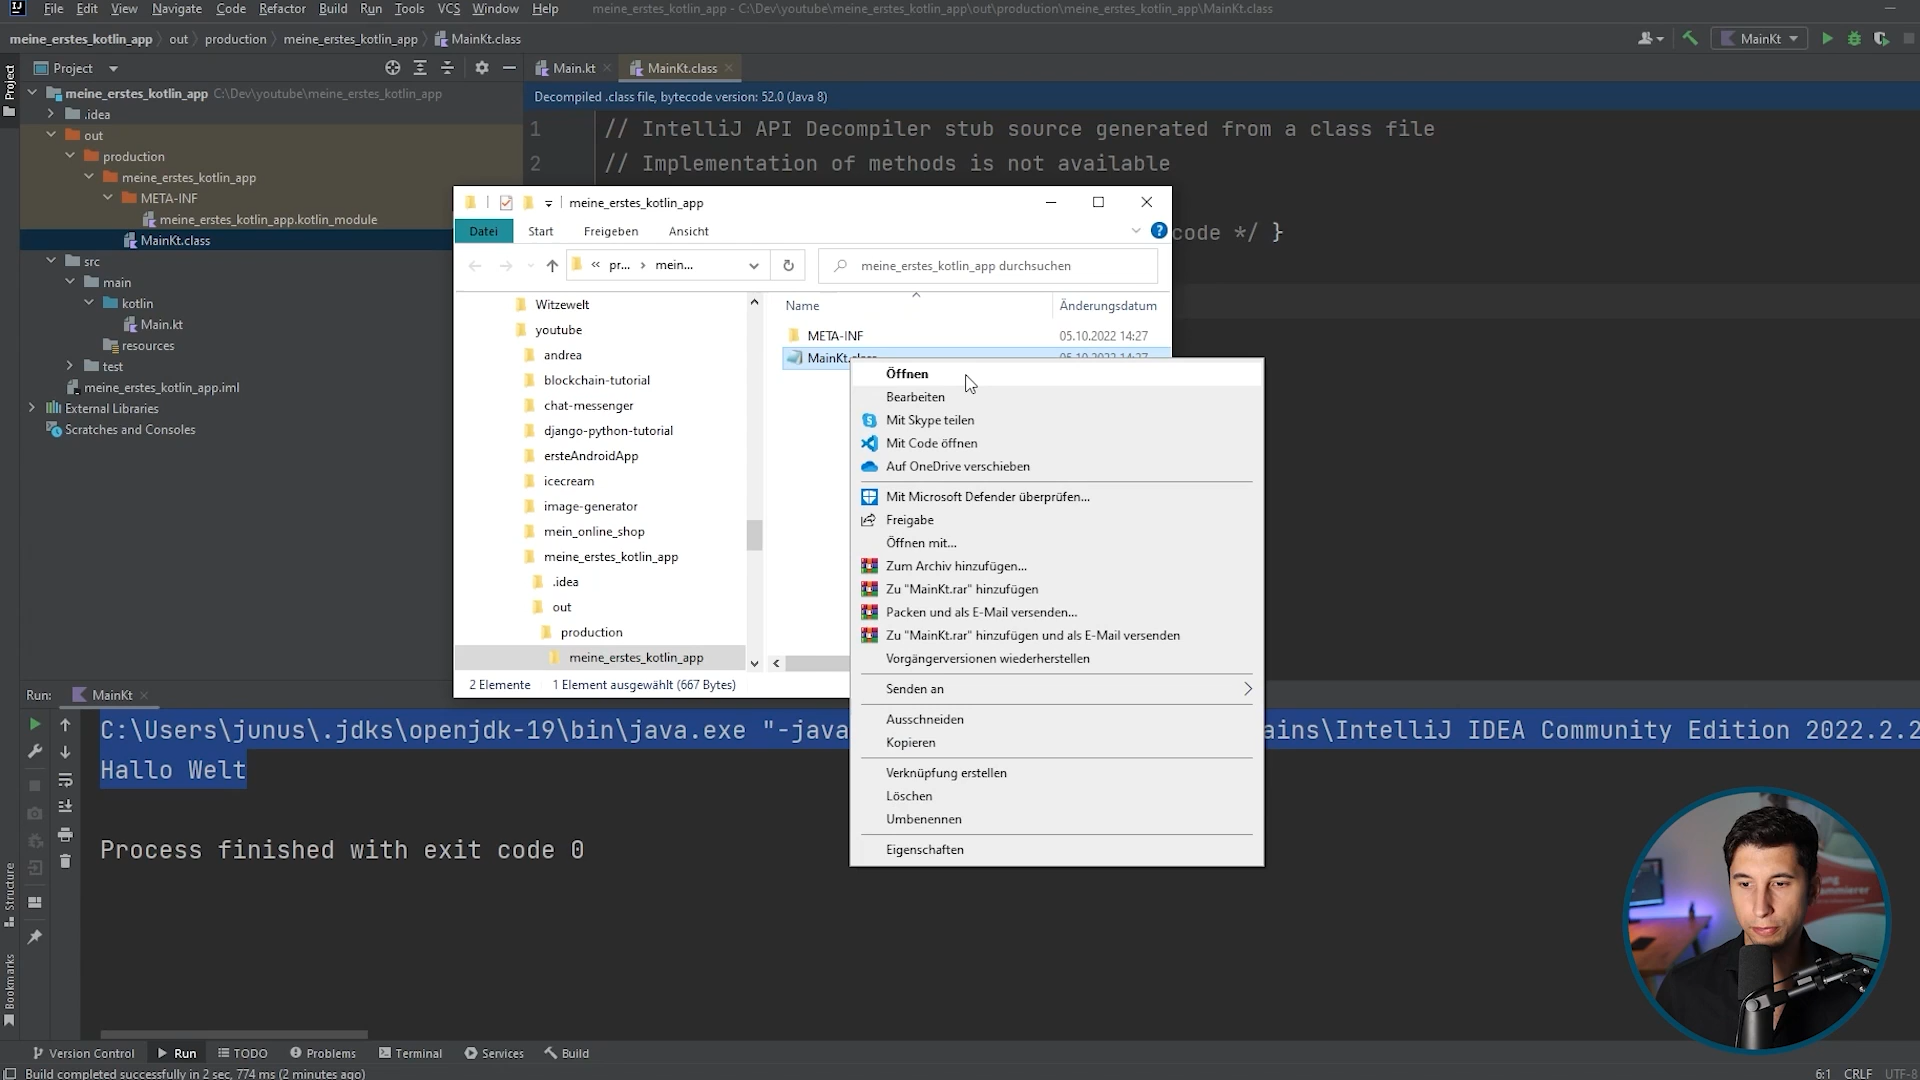 File Edit View Navigate Code Refactor Build Run Tools VCS Window Help meine_erstes_kotlin_app - C:\Dev\youtube\meine_erstes_kotlin_app\out\production\meine_erstes_kotlin_app\MainKt.class
meine_erstes_kotlin_app out production meine_erstes_kotlin_app MainKt.class
MainKt
Project
Project
Main.kt
MainKt.class
meine_erstes_kotlin_app C:\Dev\youtube\meine_erstes_kotlin_app
.idea
out
production
meine_erstes_kotlin_app
META-INF
meine_erstes_kotlin_app.kotlin_module
MainKt.class
src
main
kotlin
Main.kt
resources
test
meine_erstes_kotlin_app.iml
External Libraries
Scratches and Consoles
Decompiled .class file, bytecode version: 52.0 (Java 8)
1 // IntelliJ API Decompiler stub source generated from a class file
2 // Implementation of methods is not available
code */ }
meine_erstes_kotlin_app
Datei Start Freigeben Ansicht
« pr... › mein...
meine_erstes_kotlin_app durchsuchen
Witzewelt
youtube
andrea
blockchain-tutorial
chat-messenger
django-python-tutorial
ersteAndroidApp
icecream
image-generator
mein_online_shop
meine_erstes_kotlin_app
.idea
out
production
meine_erstes_kotlin_app
Name Änderungsdatum
META-INF 05.10.2022 14:27
MainKt.class 05.10.2022 14:27
2 Elemente 1 Element ausgewählt (667 Bytes)
Öffnen
Bearbeiten
Mit Skype teilen
Mit Code öffnen
Auf OneDrive verschieben
Mit Microsoft Defender überprüfen...
Freigabe
Öffnen mit...
Zum Archiv hinzufügen...
Zu "MainKt.rar" hinzufügen
Packen und als E-Mail versenden...
Zu "MainKt.rar" hinzufügen und als E-Mail versenden
Vorgängerversionen wiederherstellen
Senden an
Ausschneiden
Kopieren
Verknüpfung erstellen
Löschen
Umbenennen
Eigenschaften
Run: MainKt
C:\Users\junus\.jdks\openjdk-19\bin\java.exe "-java ains\IntelliJ IDEA Community Edition 2022.2.2
Hallo Welt
Process finished with exit code 0
Structure
Bookmarks
Version Control Run TODO Problems Terminal Services Build
Build completed successfully in 2 sec, 774 ms (2 minutes ago)
6:1 CRLF UTF-8